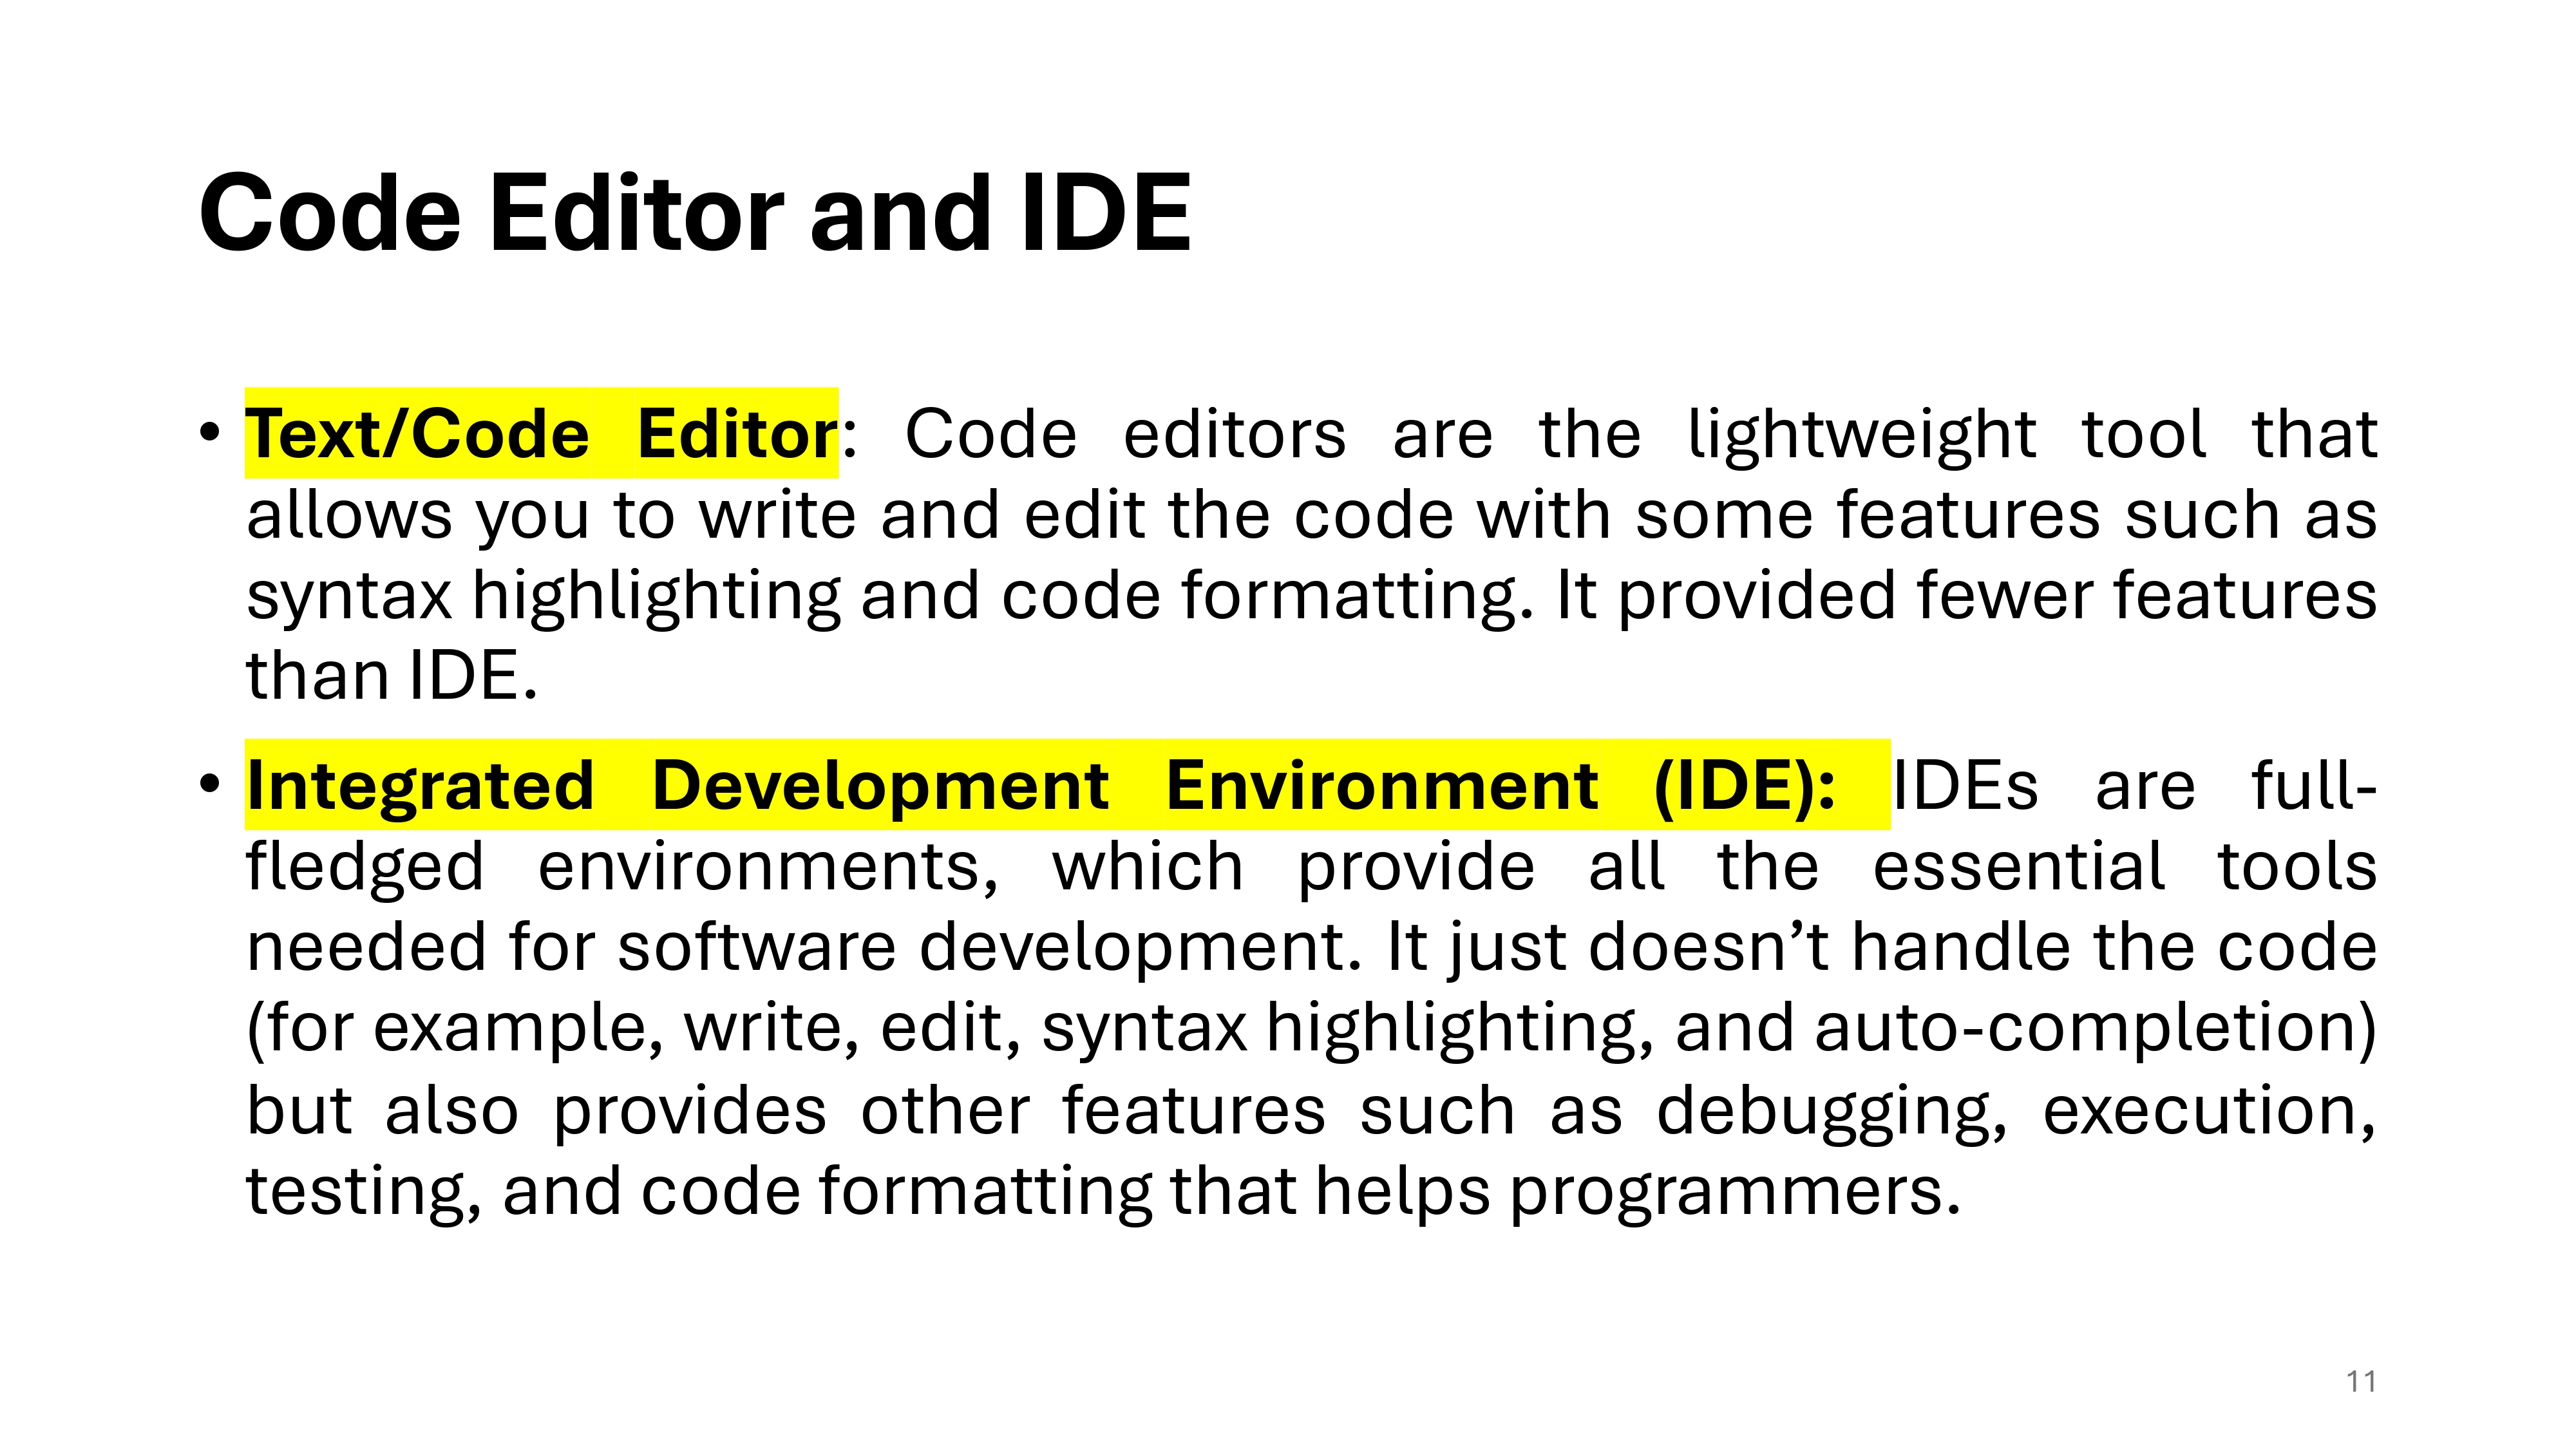 Code Editor and IDE
• Text/Code Editor: Code editors are the lightweight tool that
allows you to write and edit the code with some features such as
syntax highlighting and code formatting. It provided fewer features
than IDE.
• Integrated Development Environment (IDE): IDEs are full-
fledged environments, which provide all the essential tools
needed for software development. It just doesn’t handle the code
(for example, write, edit, syntax highlighting, and auto-completion)
but also provides other features such as debugging, execution,
testing, and code formatting that helps programmers.
11